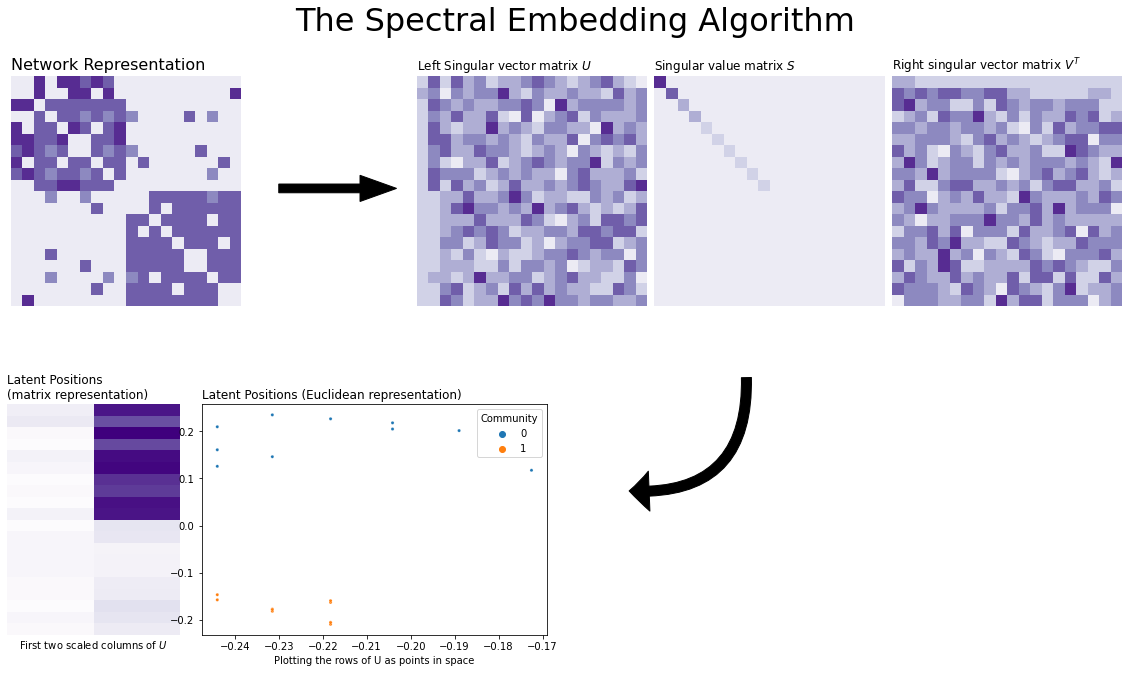 The Spectral Embedding Algorithm
Network Representation
Left Singular vector matrix U
Singular value matrix S
Right singular vector matrix V^T
Latent Positions
(matrix representation)
First two scaled columns of U
Latent Positions (Euclidean representation)
Community
0
1
0.2
0.1
0.0
−0.1
−0.2
−0.24
−0.23
−0.22
−0.21
−0.20
−0.19
−0.18
−0.17
Plotting the rows of U as points in space